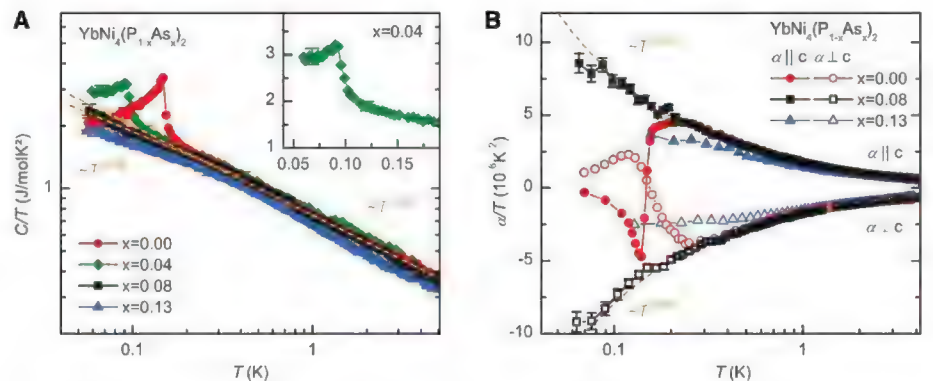 A
YbNi4(P1-xAsx)2
x=0.04
3
2
1
0.05
0.10
0.15
~T
~T
1
C/T (J/molK²)
x=0.00
x=0.04
x=0.08
x=0.13
0.1
1
T (K)
B
YbNi4(P1-xAsx)2
α||c α⊥c
x=0.00
x=0.08
x=0.13
~T
α || c
α ⊥ c
~T
10
5
0
-5
-10
α/T (10⁻⁶K⁻²)
0.1
1
T (K)